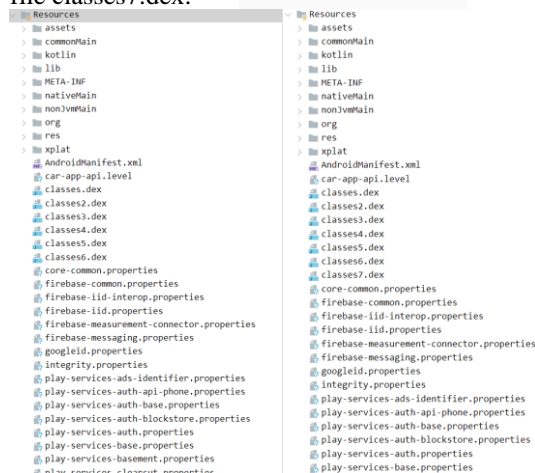 file classes7.dex.
Resources
assets
commonMain
kotlin
lib
META-INF
nativeMain
nonJvmMain
org
res
xplat
AndroidManifest.xml
car-app-api.level
classes.dex
classes2.dex
classes3.dex
classes4.dex
classes5.dex
classes6.dex
core-common.properties
firebase-common.properties
firebase-iid-interop.properties
firebase-iid.properties
firebase-measurement-connector.properties
firebase-messaging.properties
googleid.properties
integrity.properties
play-services-ads-identifier.properties
play-services-auth-api-phone.properties
play-services-auth-base.properties
play-services-auth-blockstore.properties
play-services-auth.properties
play-services-base.properties
play-services-basement.properties
play-services-clearcut.properties
Resources
assets
commonMain
kotlin
lib
META-INF
nativeMain
nonJvmMain
org
res
xplat
AndroidManifest.xml
car-app-api.level
classes.dex
classes2.dex
classes3.dex
classes4.dex
classes5.dex
classes6.dex
classes7.dex
core-common.properties
firebase-common.properties
firebase-iid-interop.properties
firebase-iid.properties
firebase-measurement-connector.properties
firebase-messaging.properties
googleid.properties
integrity.properties
play-services-ads-identifier.properties
play-services-auth-api-phone.properties
play-services-auth-base.properties
play-services-auth-blockstore.properties
play-services-auth.properties
play-services-base.properties